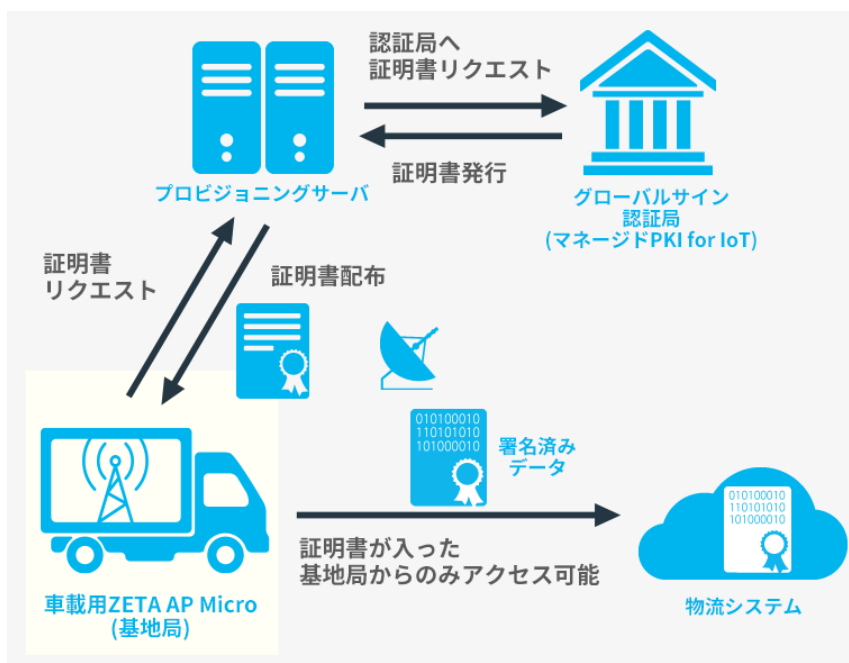 認証局へ
証明書リクエスト
証明書発行
プロビジョニングサーバ
グローバルサイン
認証局
(マネージドPKI for IoT)
証明書
リクエスト
証明書配布
010100010
110101010
101000010
署名済み
データ
010100010
110101010
101000010
証明書が入った
基地局からのみアクセス可能
車載用ZETA AP Micro
(基地局)
物流システム